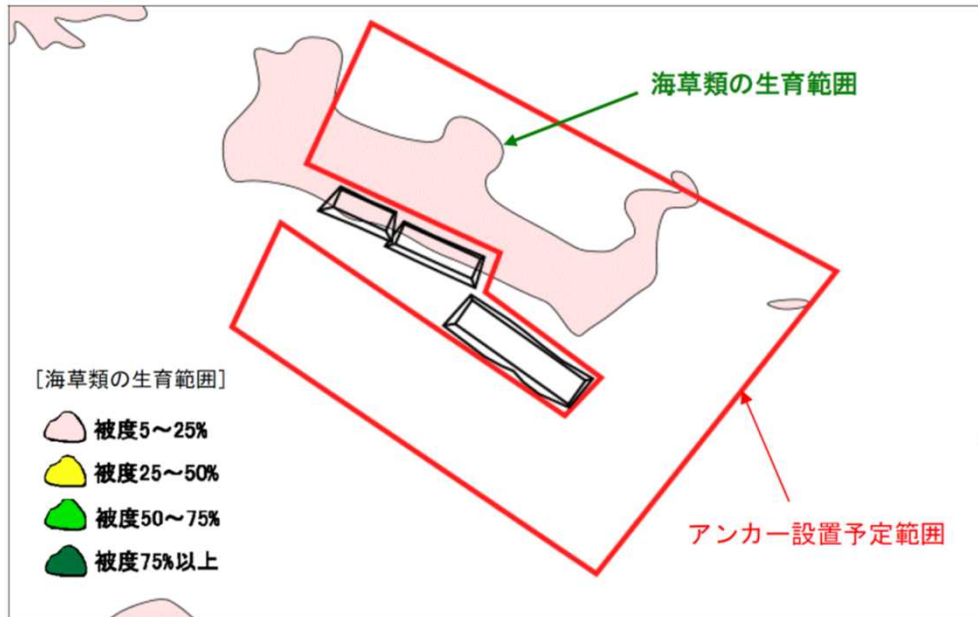 海草類の生育範囲
[海草類の生育範囲]
被度5～25%
被度25～50%
被度50～75%
被度75%以上
アンカー設置予定範囲